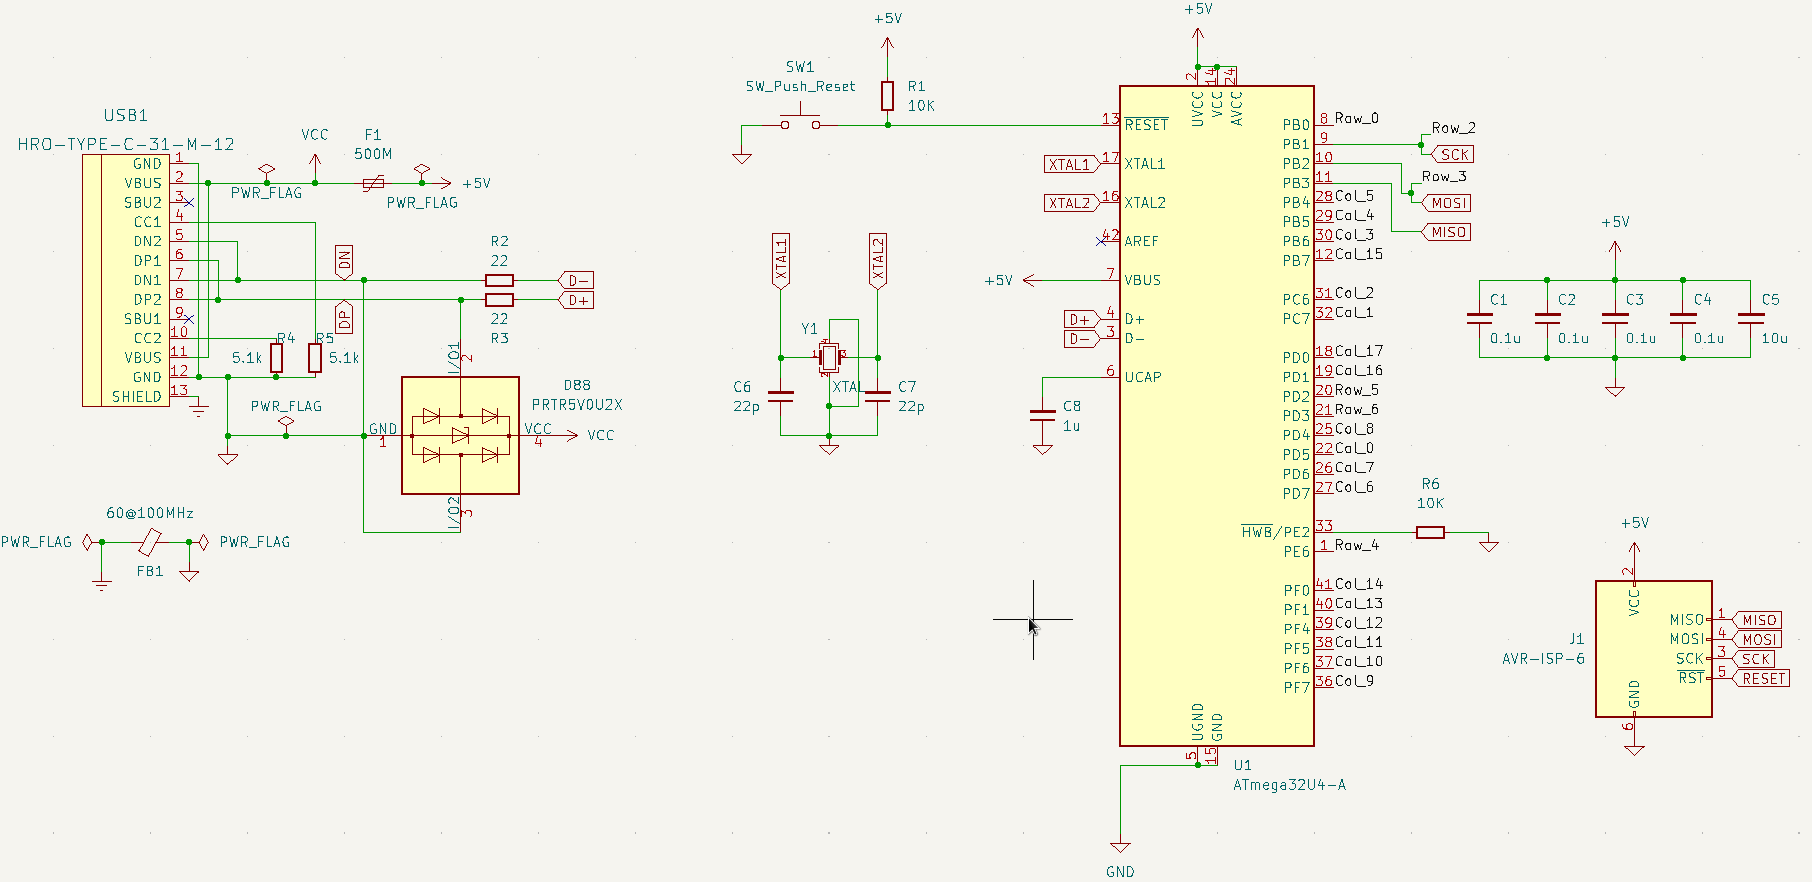 USB1
HRO-TYPE-C-31-M-12
GND 1
VBUS 2
SBU2 3
CC1 4
DN2 5
DP1 6
DN1 7
DP2 8
SBU1 9
CC2 10
VBUS 11
GND 12
SHIELD 13
VCC
F1
500M
PWR_FLAG
PWR_FLAG
+5V
DN
DP
R2
22
D-
D+
22
R3
R4
5.1k
R5
5.1k
PWR_FLAG
D88
PRTR5V0U2X
I/O1
2
GND
1
VCC
4
VCC
I/O2
3
60@100MHz
PWR_FLAG
PWR_FLAG
FB1
+5V
SW1
SW_Push_Reset
R1
10K
XTAL1
XTAL2
Y1
1
3
4
2
XTAL
C6
22p
C7
22p
+5V
2
14
24
UVCC
VCC
AVCC
13 RESET
XTAL1 17 XTAL1
XTAL2 16 XTAL2
42 AREF
+5V 7 VBUS
D+ 4 D+
D- 3 D-
6 UCAP
C8
1u
PB0 8 Row_0
PB1 9
Row_2
SCK
PB2 10
PB3 11
Row_3
MOSI
MISO
PB4 28 Col_5
PB5 29 Col_4
PB6 30 Col_3
PB7 12 Col_15
PC6 31 Col_2
PC7 32 Col_1
PD0 18 Col_17
PD1 19 Col_16
PD2 20 Row_5
PD3 21 Row_6
PD4 25 Col_8
PD5 22 Col_0
PD6 26 Col_7
PD7 27 Col_6
R6
10K
HWB/PE2 33
PE6 1 Row_4
PF0 41 Col_14
PF1 40 Col_13
PF4 39 Col_12
PF5 38 Col_11
PF6 37 Col_10
PF7 36 Col_9
UGND
GND
5
15
U1
ATmega32U4-A
GND
+5V
C1
0.1u
C2
0.1u
C3
0.1u
C4
0.1u
C5
10u
+5V
2
VCC
J1
AVR-ISP-6
MISO 1 MISO
MOSI 4 MOSI
SCK 3 SCK
RST 5 RESET
GND
6